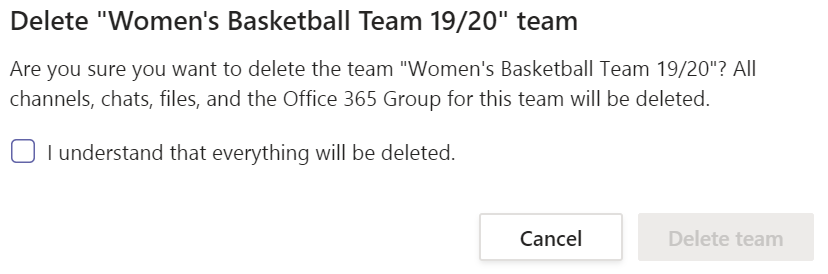 Delete "Women's Basketball Team 19/20" team
Are you sure you want to delete the team "Women's Basketball Team 19/20"? All
channels, chats, files, and the Office 365 Group for this team will be deleted.
I understand that everything will be deleted.
Cancel
Delete team